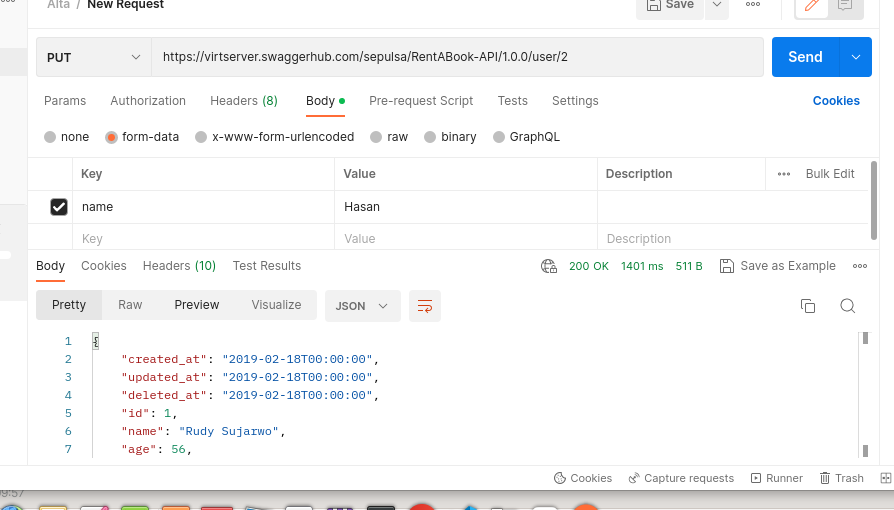 Alta / New Request
Save
PUT
https://virtserver.swaggerhub.com/sepulsa/RentABook-API/1.0.0/user/2
Send
Params Authorization Headers (8) Body Pre-request Script Tests Settings Cookies
none form-data x-www-form-urlencoded raw binary GraphQL
Key Value Description Bulk Edit
name Hasan
Key Value Description
Body Cookies Headers (10) Test Results 200 OK 1401 ms 511 B Save as Example
Pretty Raw Preview Visualize JSON
1 {
2 "created_at": "2019-02-18T00:00:00",
3 "updated_at": "2019-02-18T00:00:00",
4 "deleted_at": "2019-02-18T00:00:00",
5 "id": 1,
6 "name": "Rudy Sujarwo",
7 "age": 56,
Cookies Capture requests Runner Trash